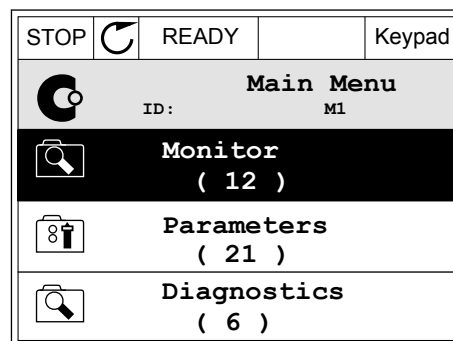 STOP READY Keypad
Main Menu
ID: M1
Monitor
( 12 )
Parameters
( 21 )
Diagnostics
( 6 )